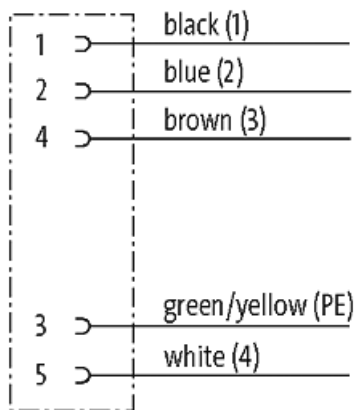 1 black (1)
2 blue (2)
4 brown (3)
3 green/yellow (PE)
5 white (4)